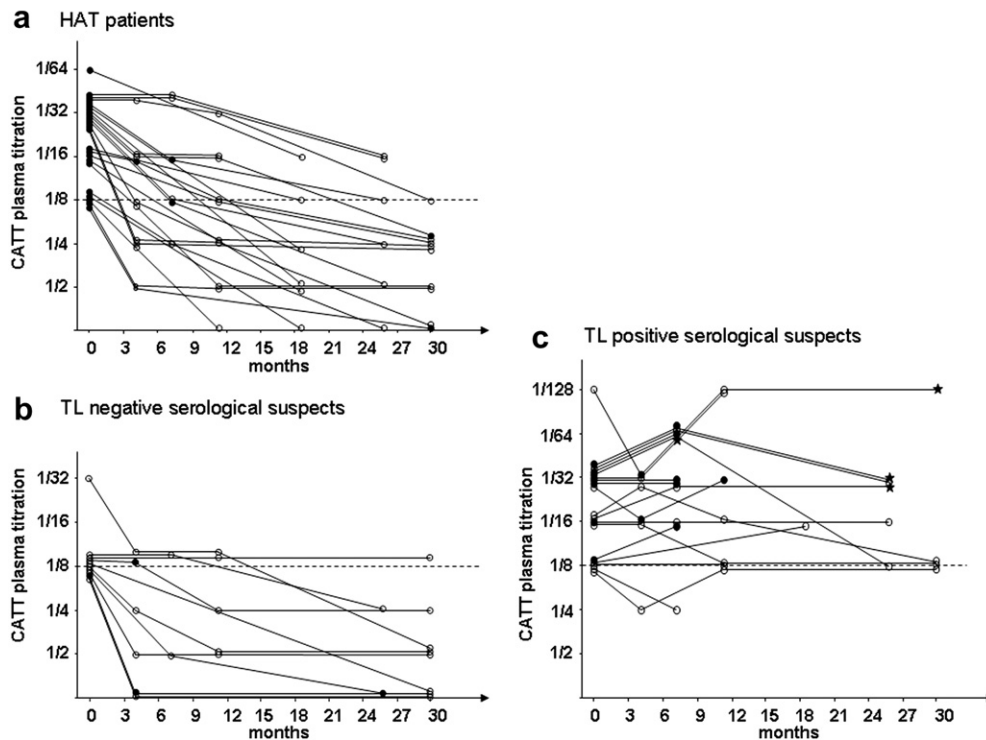 a HAT patients
CATT plasma titration
1/64
1/32
1/16
1/8
1/4
1/2
0 3 6 9 12 15 18 21 24 27 30
months
b TL negative serological suspects
CATT plasma titration
1/32
1/16
1/8
1/4
1/2
0 3 6 9 12 15 18 21 24 27 30
months
c TL positive serological suspects
CATT plasma titration
1/128
1/64
1/32
1/16
1/8
1/4
1/2
0 3 6 9 12 15 18 21 24 27 30
months